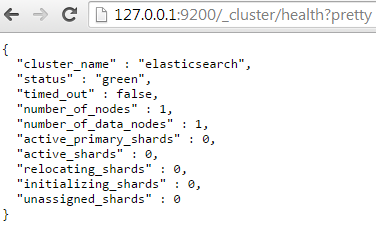 127.0.0.1:9200/_cluster/health?pretty
{
  "cluster_name" : "elasticsearch",
  "status" : "green",
  "timed_out" : false,
  "number_of_nodes" : 1,
  "number_of_data_nodes" : 1,
  "active_primary_shards" : 0,
  "active_shards" : 0,
  "relocating_shards" : 0,
  "initializing_shards" : 0,
  "unassigned_shards" : 0
}